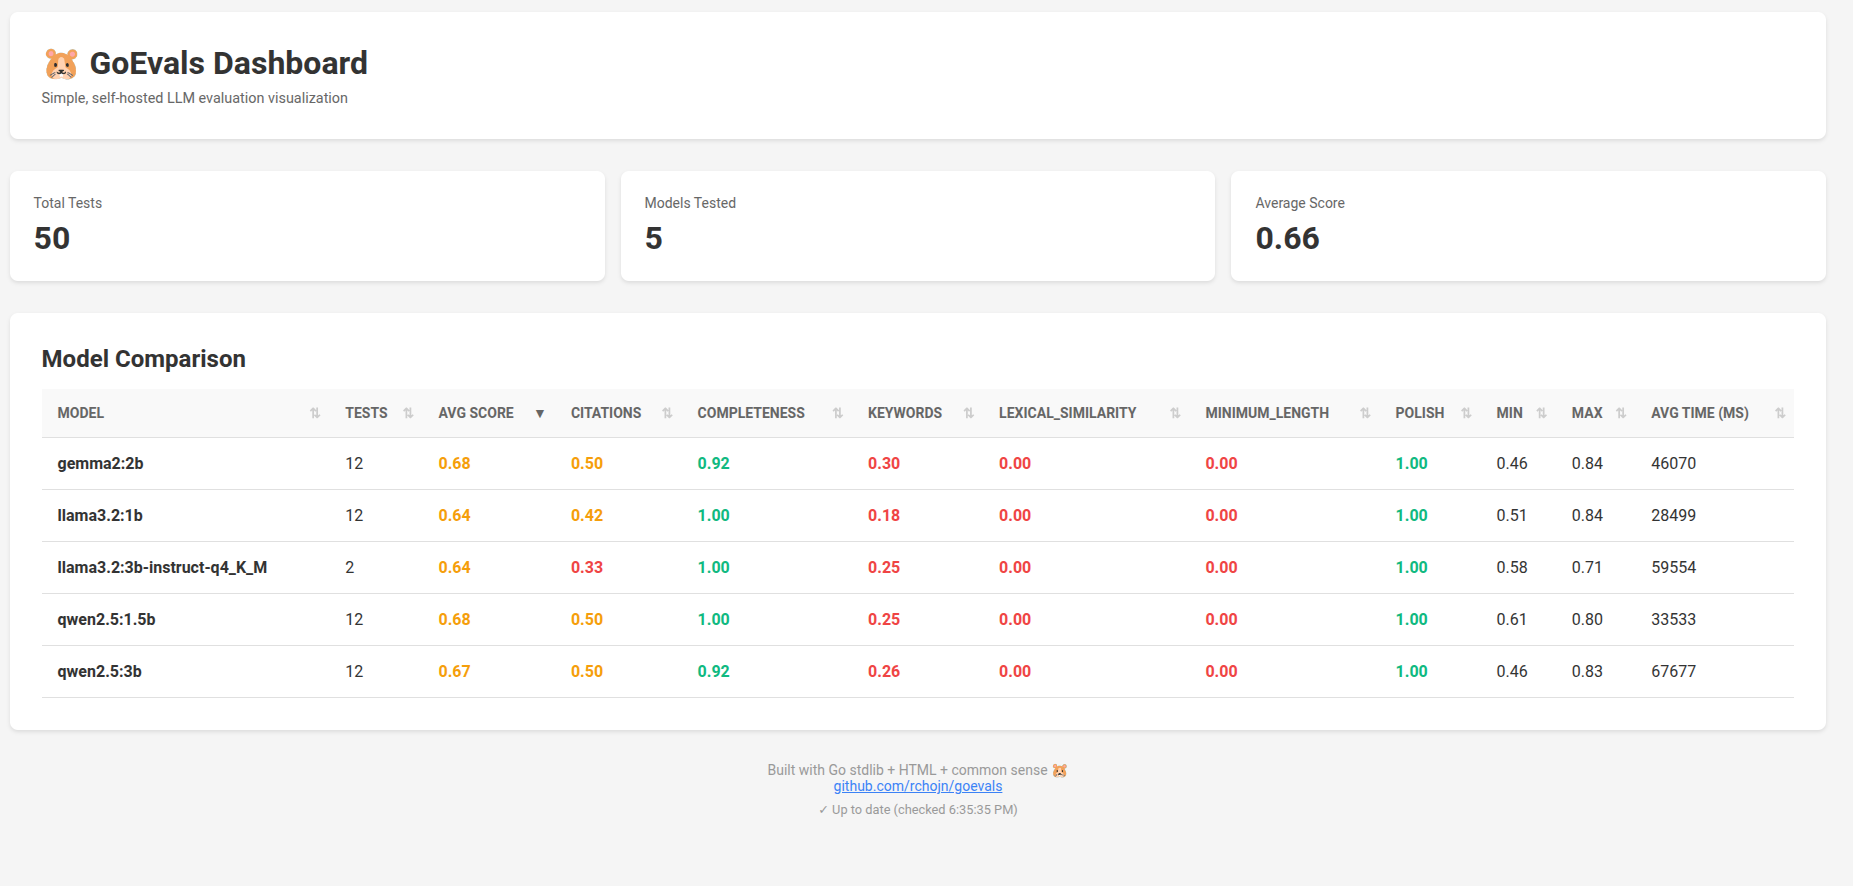 🐹 GoEvals Dashboard
Simple, self-hosted LLM evaluation visualization
Total Tests
50
Models Tested
5
Average Score
0.66
Model Comparison
MODEL TESTS AVG SCORE CITATIONS COMPLETENESS KEYWORDS LEXICAL_SIMILARITY MINIMUM_LENGTH POLISH MIN MAX AVG TIME (MS)
gemma2:2b 12 0.68 0.50 0.92 0.30 0.00 0.00 1.00 0.46 0.84 46070
llama3.2:1b 12 0.64 0.42 1.00 0.18 0.00 0.00 1.00 0.51 0.84 28499
llama3.2:3b-instruct-q4_K_M 2 0.64 0.33 1.00 0.25 0.00 0.00 1.00 0.58 0.71 59554
qwen2.5:1.5b 12 0.68 0.50 1.00 0.25 0.00 0.00 1.00 0.61 0.80 33533
qwen2.5:3b 12 0.67 0.50 0.92 0.26 0.00 0.00 1.00 0.46 0.83 67677
Built with Go stdlib + HTML + common sense 🐹
github.com/rchojn/goevals
✓ Up to date (checked 6:35:35 PM)